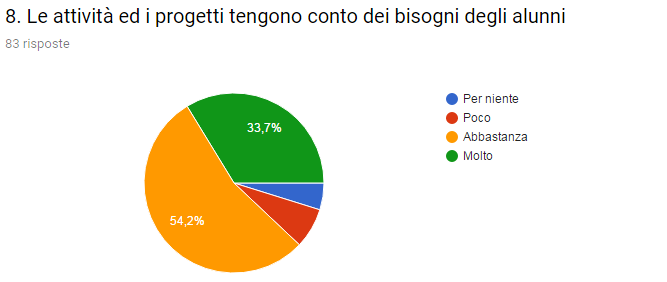 8. Le attività ed i progetti tengono conto dei bisogni degli alunni
83 risposte
Per niente
Poco
Abbastanza
Molto
33,7%
54,2%